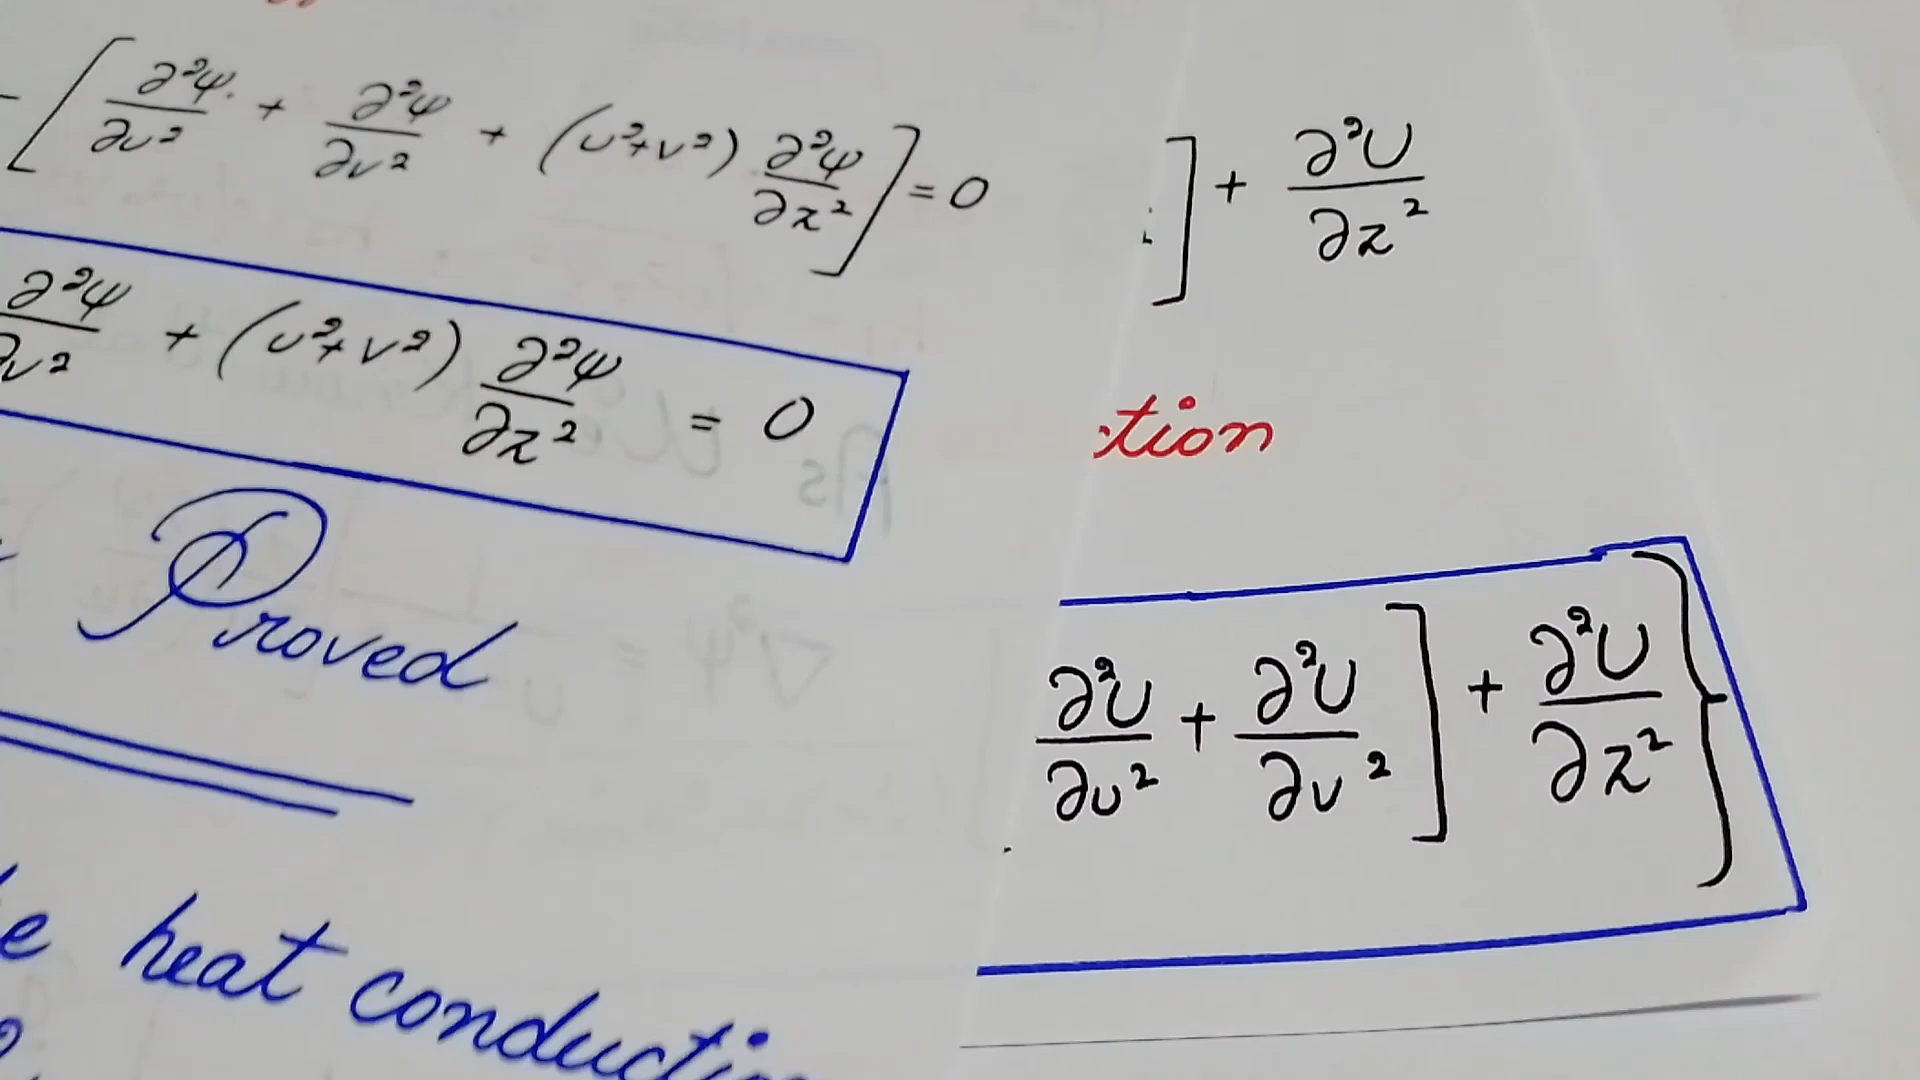 - [ ∂²ψ/∂u² + ∂²ψ/∂v² + (u²+v²) ∂²ψ/∂z² ] = 0
∂²ψ/∂v² + (u²+v²) ∂²ψ/∂z² = 0
Proved
heat conducti
] + ∂²U/∂z²
tion
∂²U/∂u² + ∂²U/∂v² ] + ∂²U/∂z² }